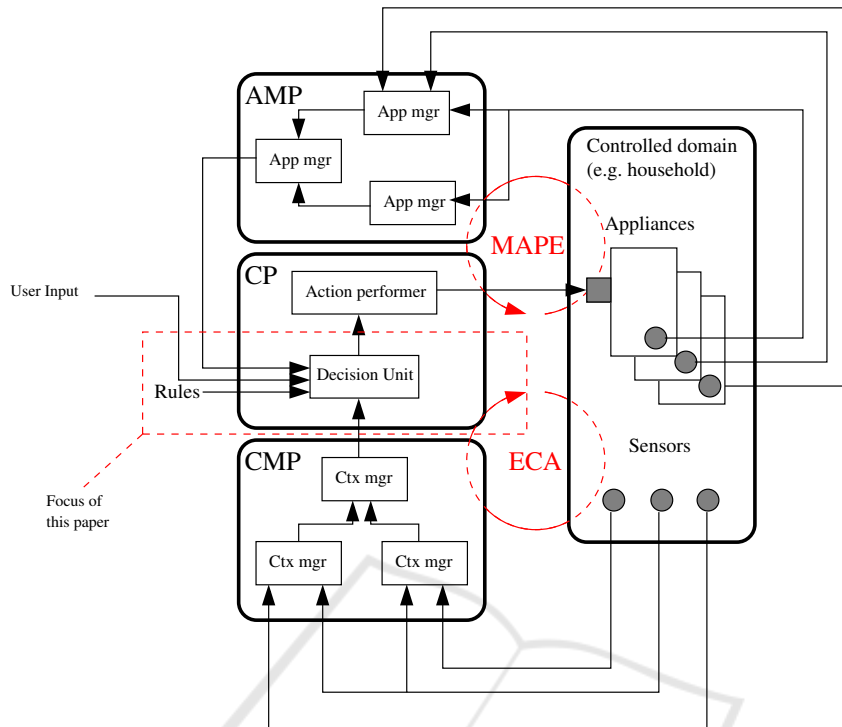 AMP
App mgr
App mgr
App mgr
Controlled domain
(e.g. household)
Appliances
MAPE
CP
Action performer
User Input
Decision Unit
Rules
Focus of
this paper
ECA
Sensors
CMP
Ctx mgr
Ctx mgr
Ctx mgr